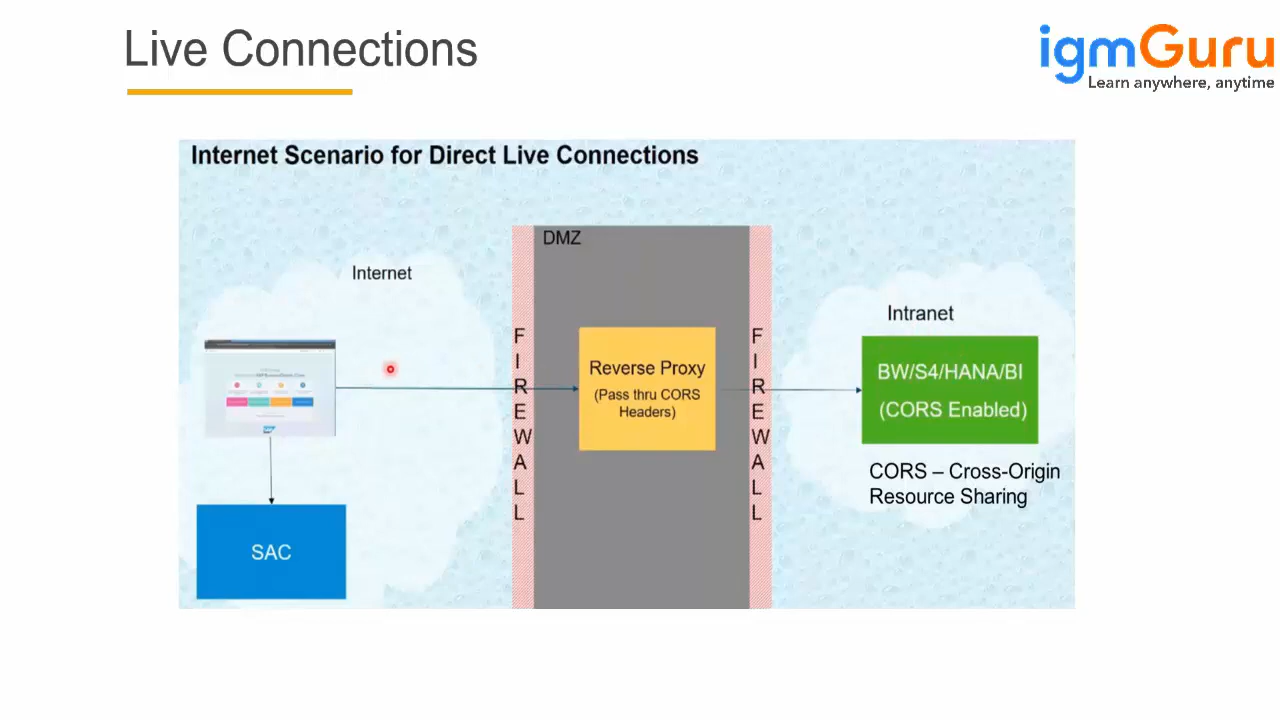 Live Connections
igmGuru
Learn anywhere, anytime
Internet Scenario for Direct Live Connections
DMZ
Internet
Intranet
FIREWALL
Reverse Proxy
(Pass thru CORS
Headers)
FIREWALL
BW/S4/HANA/BI
(CORS Enabled)
CORS – Cross-Origin
Resource Sharing
SAP
SAC